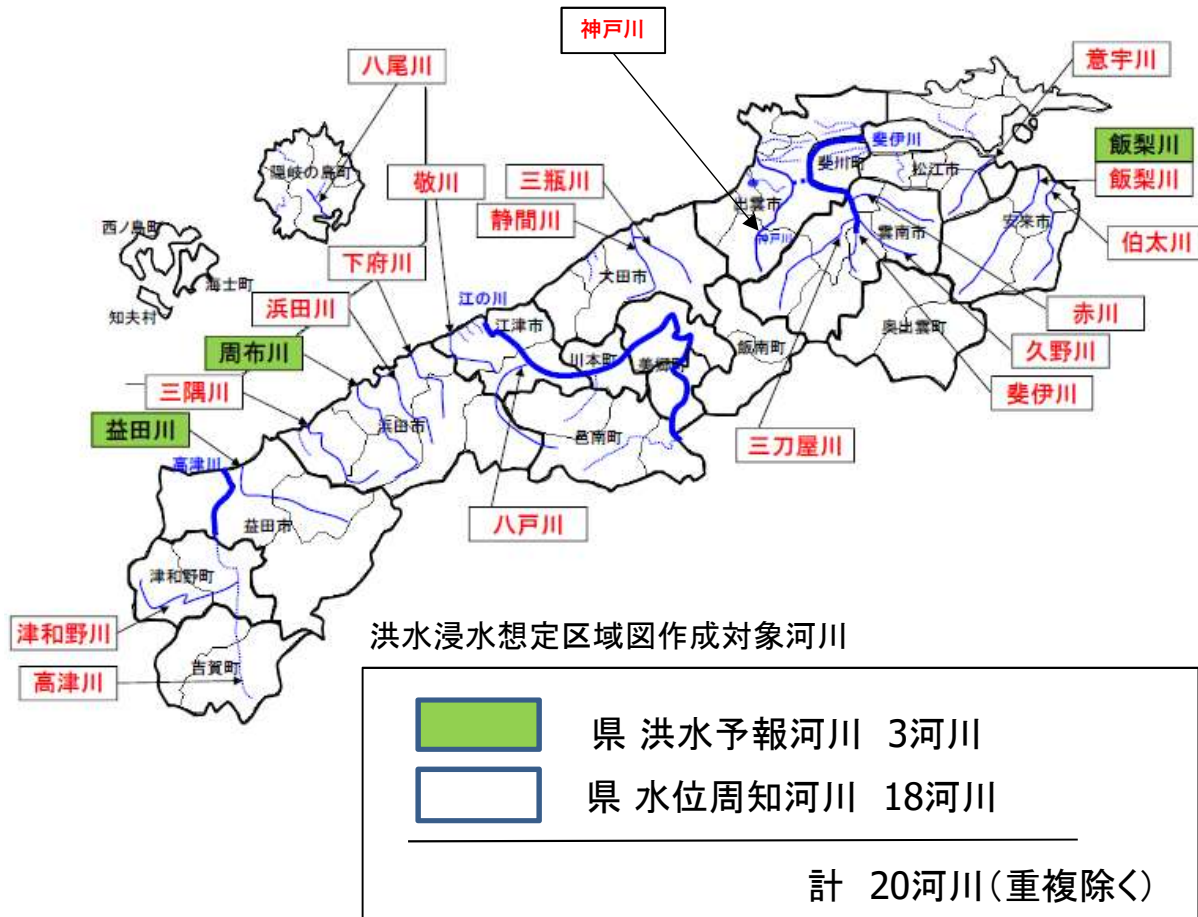 神戸川
八尾川
意宇川
飯梨川
飯梨川
伯太川
敬川
三瓶川
静間川
下府川
浜田川
周布川
三隅川
益田川
赤川
久野川
斐伊川
三刀屋川
八戸川
津和野川
高津川
斐伊川
斐川町
松江市
出雲市
神戸川
雲南市
安来市
隠岐の島町
西ノ島町
海士町
知夫村
大田市
江の川
江津市
川本町
美郷町
飯南町
奥出雲町
浜田市
邑南町
高津川
益田市
津和野町
吉賀町
洪水浸水想定区域図作成対象河川
県 洪水予報河川 3河川
県 水位周知河川 18河川
計 20河川(重複除く)